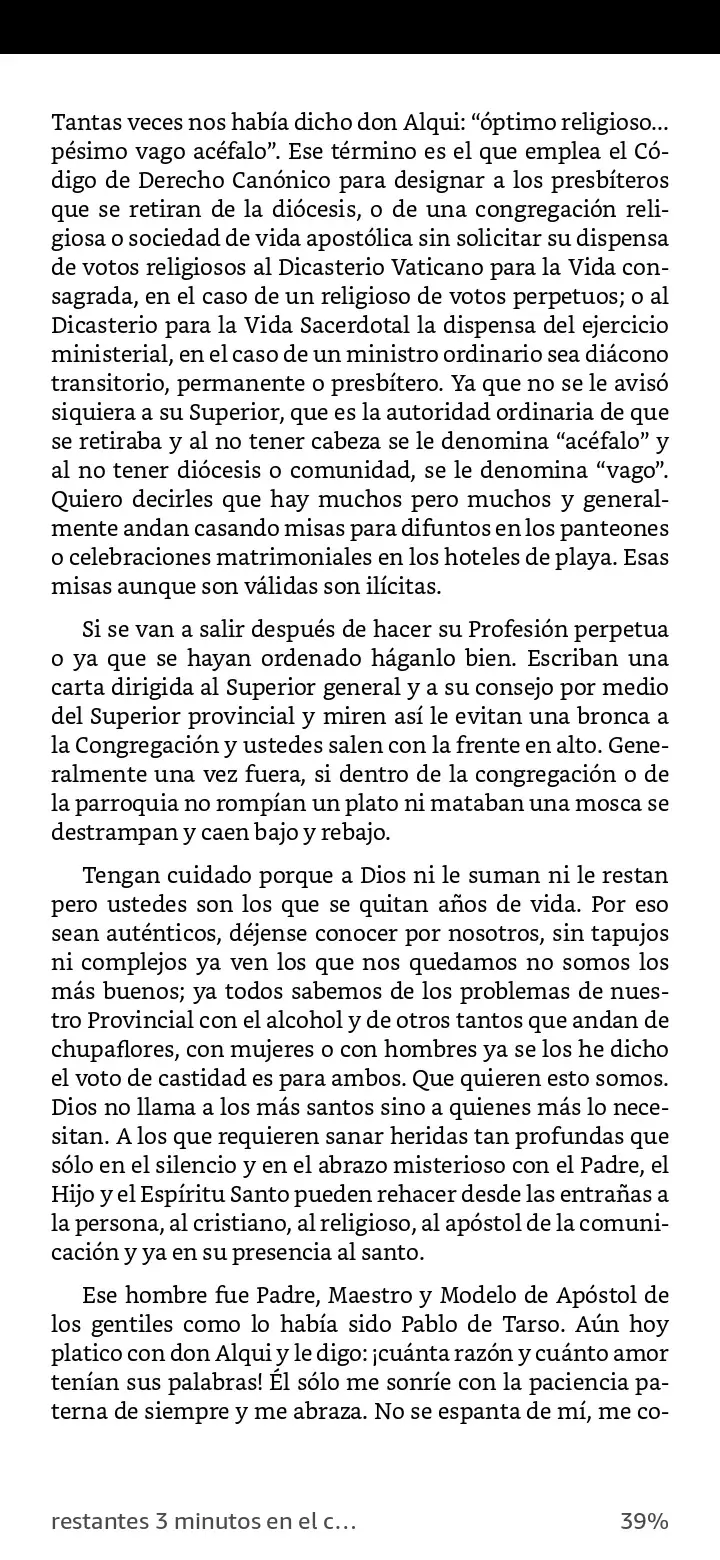 Tantas veces nos había dicho don Alqui: “óptimo religioso...
pésimo vago acéfalo”. Ese término es el que emplea el Có-
digo de Derecho Canónico para designar a los presbíteros
que se retiran de la diócesis, o de una congregación reli-
giosa o sociedad de vida apostólica sin solicitar su dispensa
de votos religiosos al Dicasterio Vaticano para la Vida con-
sagrada, en el caso de un religioso de votos perpetuos; o al
Dicasterio para la Vida Sacerdotal la dispensa del ejercicio
ministerial, en el caso de un ministro ordinario sea diácono
transitorio, permanente o presbítero. Ya que no se le avisó
siquiera a su Superior, que es la autoridad ordinaria de que
se retiraba y al no tener cabeza se le denomina “acéfalo” y
al no tener diócesis o comunidad, se le denomina “vago”.
Quiero decirles que hay muchos pero muchos y general-
mente andan casando misas para difuntos en los panteones
o celebraciones matrimoniales en los hoteles de playa. Esas
misas aunque son válidas son ilícitas.
Si se van a salir después de hacer su Profesión perpetua
o ya que se hayan ordenado háganlo bien. Escriban una
carta dirigida al Superior general y a su consejo por medio
del Superior provincial y miren así le evitan una bronca a
la Congregación y ustedes salen con la frente en alto. Gene-
ralmente una vez fuera, si dentro de la congregación o de
la parroquia no rompían un plato ni mataban una mosca se
destrampan y caen bajo y rebajo.
Tengan cuidado porque a Dios ni le suman ni le restan
pero ustedes son los que se quitan años de vida. Por eso
sean auténticos, déjense conocer por nosotros, sin tapujos
ni complejos ya ven los que nos quedamos no somos los
más buenos; ya todos sabemos de los problemas de nues-
tro Provincial con el alcohol y de otros tantos que andan de
chupaflores, con mujeres o con hombres ya se los he dicho
el voto de castidad es para ambos. Que quieren esto somos.
Dios no llama a los más santos sino a quienes más lo nece-
sitan. A los que requieren sanar heridas tan profundas que
sólo en el silencio y en el abrazo misterioso con el Padre, el
Hijo y el Espíritu Santo pueden rehacer desde las entrañas a
la persona, al cristiano, al religioso, al apóstol de la comuni-
cación y ya en su presencia al santo.
Ese hombre fue Padre, Maestro y Modelo de Apóstol de
los gentiles como lo había sido Pablo de Tarso. Aún hoy
platico con don Alqui y le digo: ¡cuánta razón y cuánto amor
tenían sus palabras! Él sólo me sonríe con la paciencia pa-
terna de siempre y me abraza. No se espanta de mí, me co-
restantes 3 minutos en el c...
39%